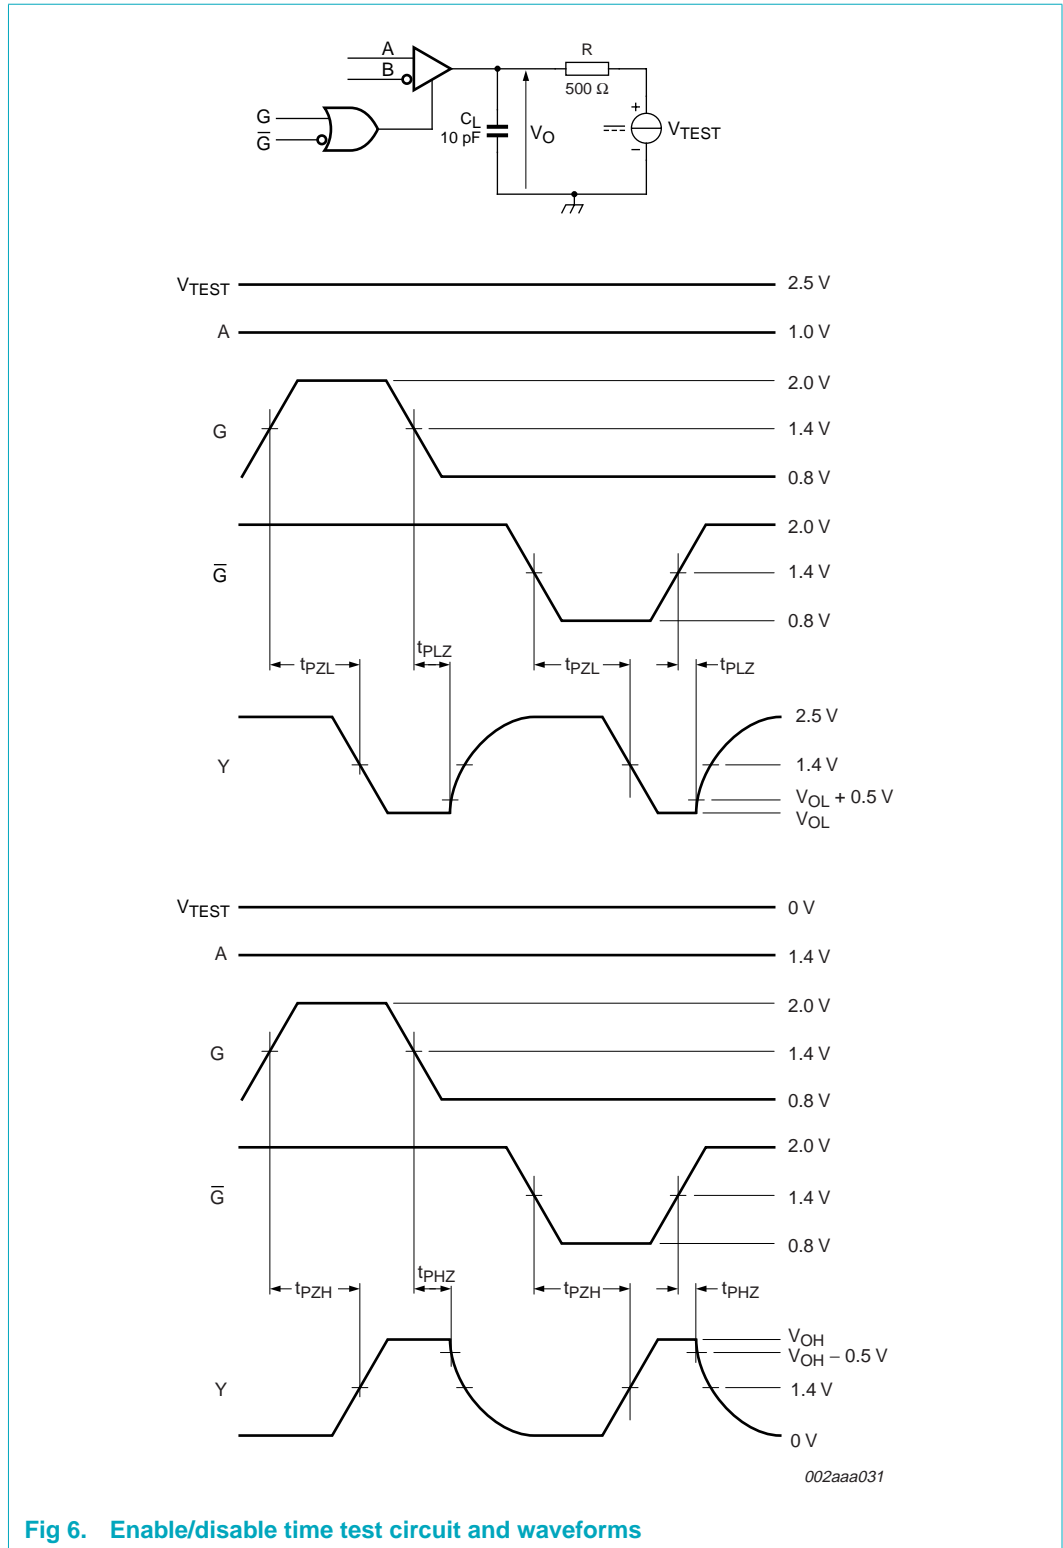 A
B
G
G̅
CL
10 pF
VO
R
500 Ω
+
−
VTEST
VTEST 2.5 V
A 1.0 V
2.0 V
G 1.4 V
0.8 V
2.0 V
G̅ 1.4 V
0.8 V
tPZL tPLZ tPZL tPLZ
2.5 V
Y 1.4 V
VOL + 0.5 V
VOL
VTEST 0 V
A 1.4 V
2.0 V
G 1.4 V
0.8 V
2.0 V
G̅ 1.4 V
0.8 V
tPZH tPHZ tPZH tPHZ
VOH
VOH − 0.5 V
Y 1.4 V
0 V
002aaa031
Fig 6. Enable/disable time test circuit and waveforms